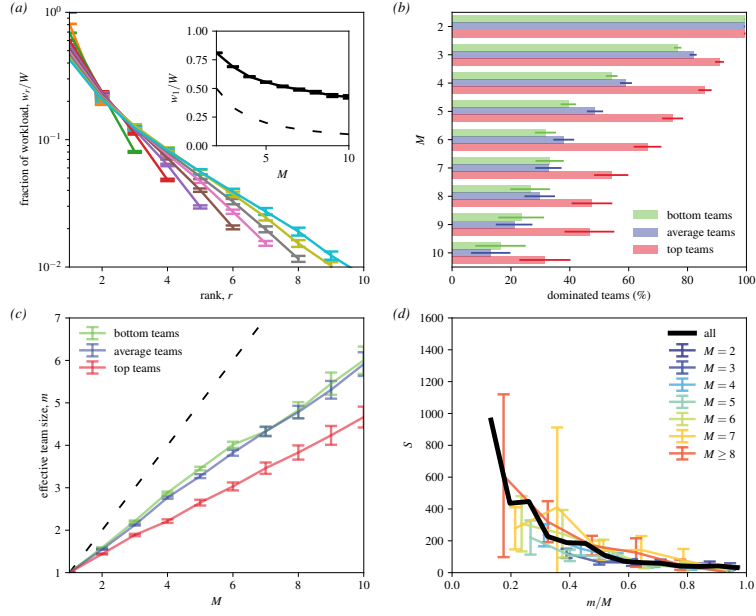 (a)
10⁰
10⁻¹
10⁻²
fraction of workload, w_r/W
2 4 6 8 10
rank, r
1.00
0.75
0.50
0.25
0.00
w₁/W
5 10
M
(b)
2
3
4
5
6
7
8
9
10
M
bottom teams
average teams
top teams
0 20 40 60 80 100
dominated teams (%)
(c)
7
6
5
4
3
2
1
effective team size, m
bottom teams
average teams
top teams
2 4 6 8 10
M
(d)
1600
1400
1200
1000
800
600
400
200
0
S
all
M = 2
M = 3
M = 4
M = 5
M = 6
M = 7
M ≥ 8
0.0 0.2 0.4 0.6 0.8 1.0
m/M